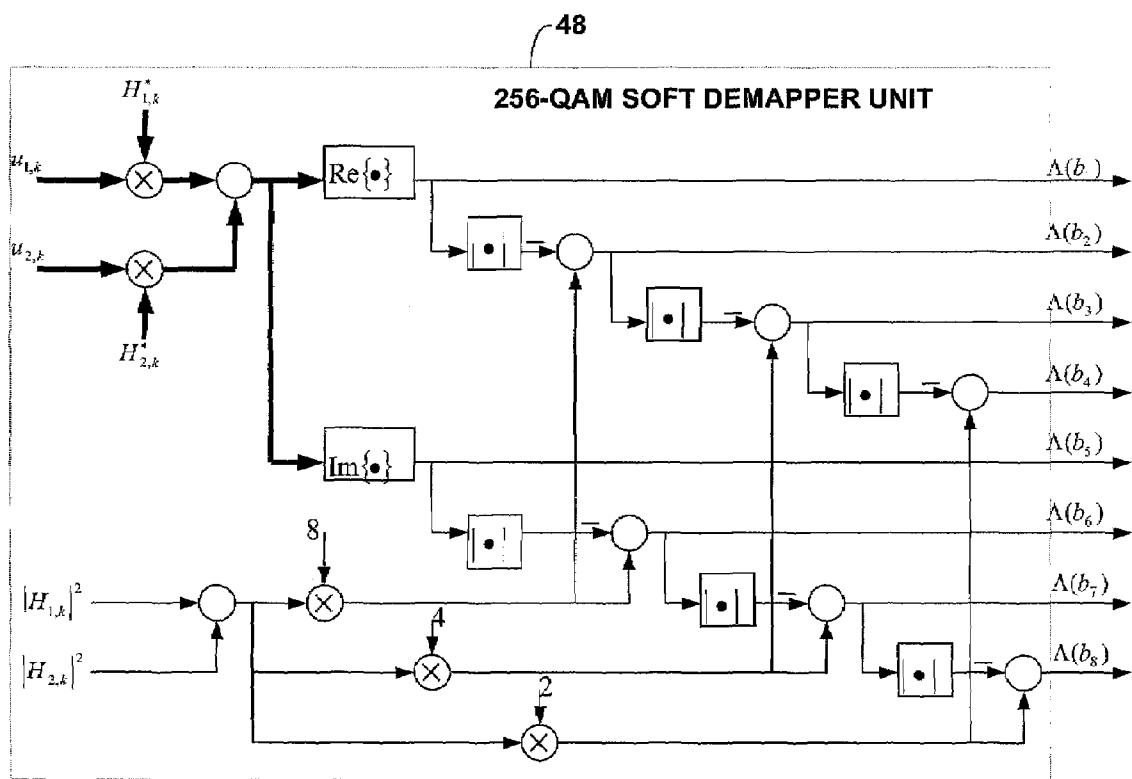 48
256-QAM SOFT DEMAPPER UNIT
H*1,k
u1,k
Re{•}
Λ(b
|•|
–
Λ(b2)
u2,k
H*2,k
|•|
–
Λ(b3)
|•|
–
Λ(b4)
Im{•}
Λ(b5)
|•|
–
Λ(b6)
8
|H1,k|²
|•|
–
Λ(b7)
4
|H2,k|²
|•|
–
Λ(b8)
2